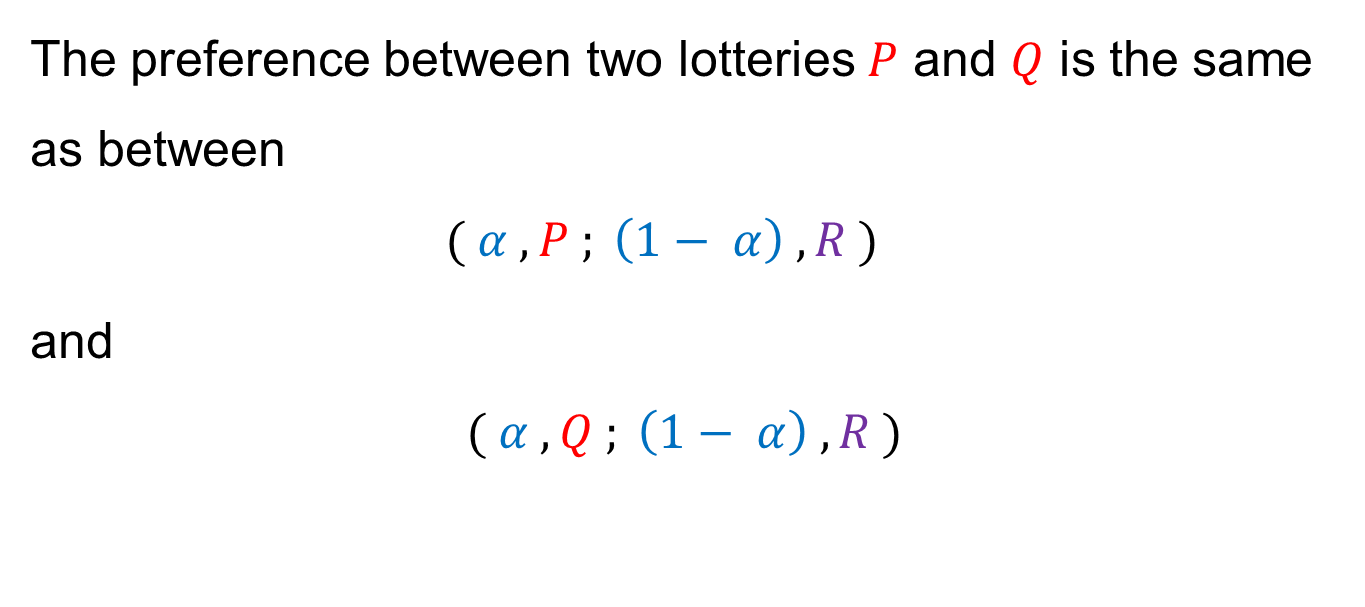 The preference between two lotteries 𝑃 and 𝑄 is the same
as between
( 𝛼 , 𝑃 ; (1 − 𝛼) , 𝑅 )
and
( 𝛼 , 𝑄 ; (1 − 𝛼) , 𝑅 )